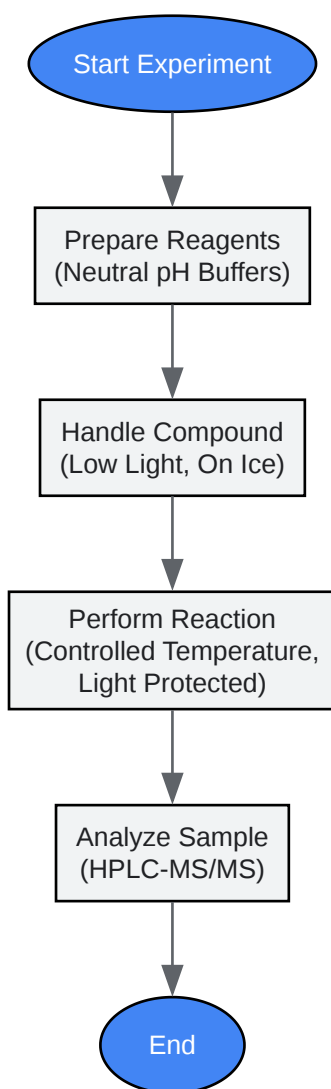 Start Experiment
Prepare Reagents
(Neutral pH Buffers)
Handle Compound
(Low Light, On Ice)
Perform Reaction
(Controlled Temperature,
Light Protected)
Analyze Sample
(HPLC-MS/MS)
End